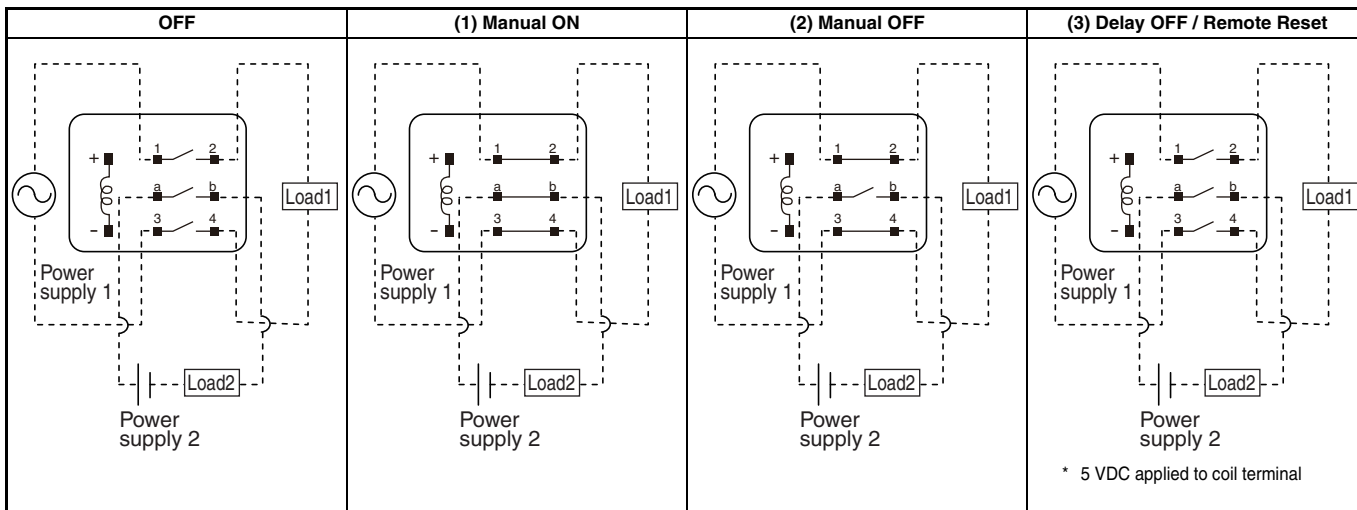 OFF
(1) Manual ON
(2) Manual OFF
(3) Delay OFF / Remote Reset
+ 1 2
a b
Load1
- 3 4
Power
supply 1
Load2
Power
supply 2
+ 1 2
a b
Load1
- 3 4
Power
supply 1
Load2
Power
supply 2
+ 1 2
a b
Load1
- 3 4
Power
supply 1
Load2
Power
supply 2
+ 1 2
a b
Load1
- 3 4
Power
supply 1
Load2
Power
supply 2
* 5 VDC applied to coil terminal